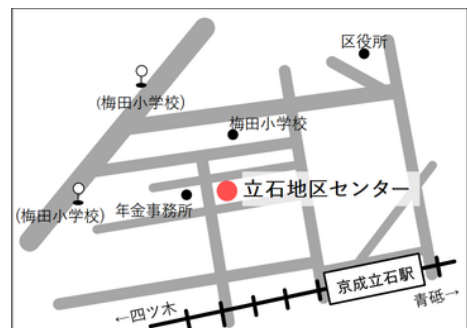 区役所
(梅田小学校)
梅田小学校
立石地区センター
年金事務所
(梅田小学校)
京成立石駅
←四ツ木
青砥→